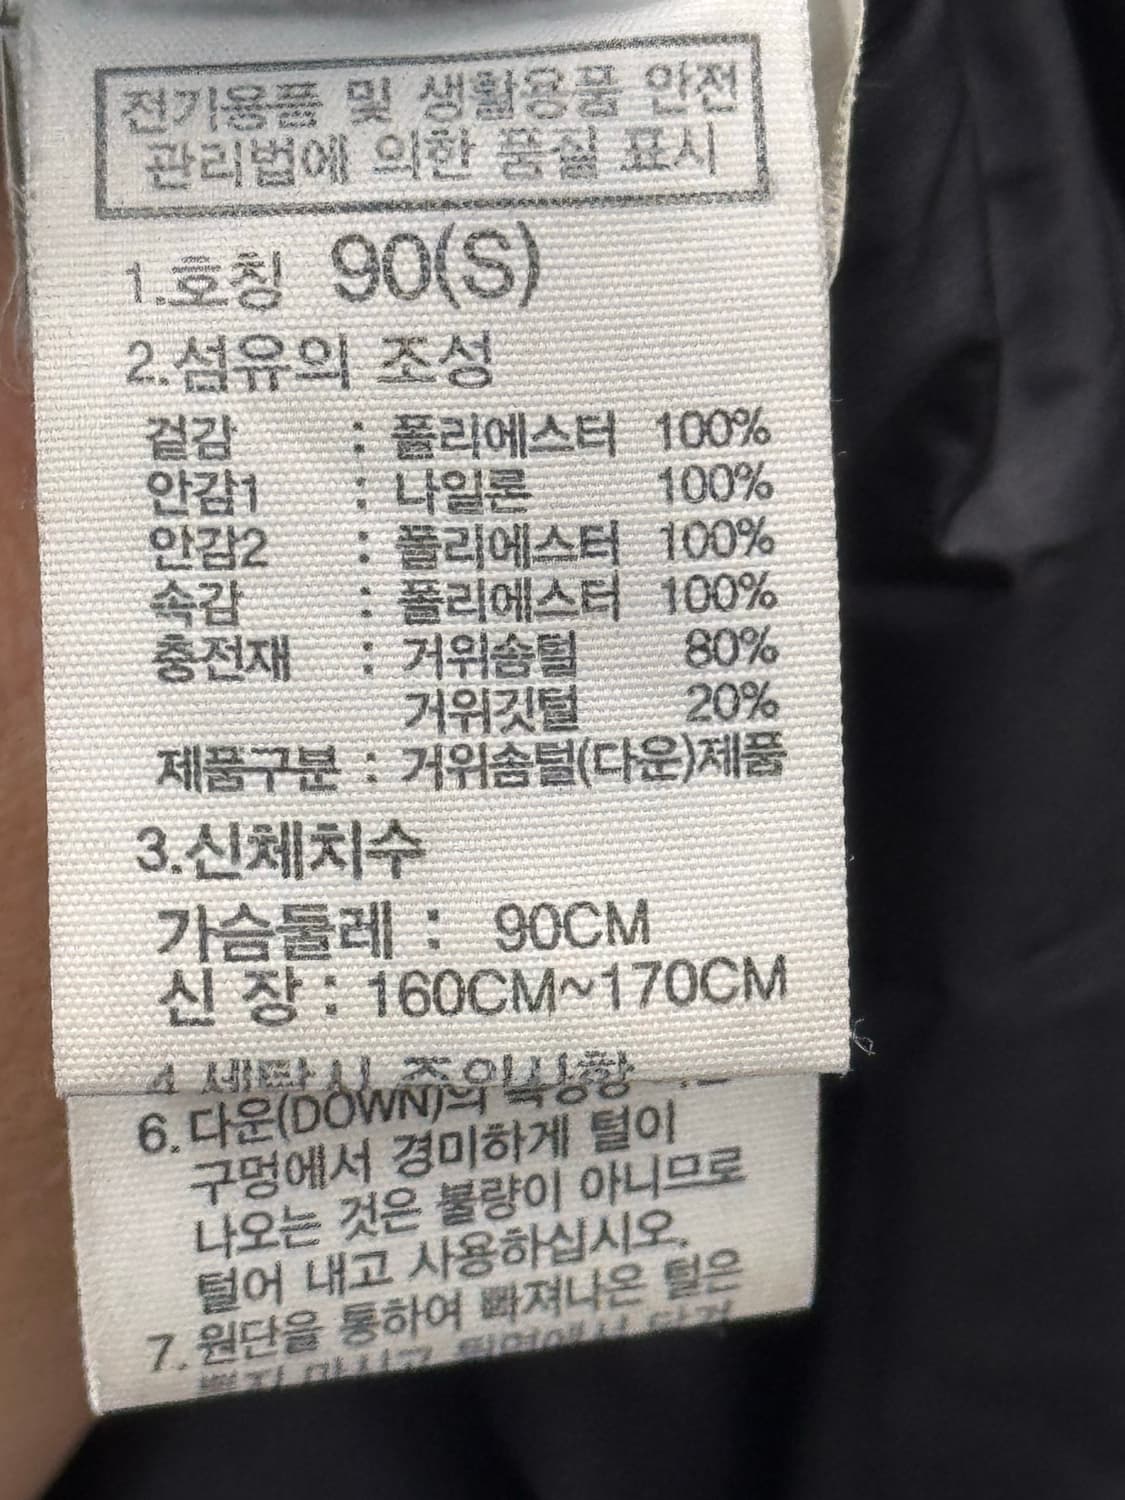 전기용품 및 생활용품 안전
관리법에 의한 품질 표시
1.호칭 90(S)
2.섬유의 조성
겉감 : 폴리에스터 100%
안감1 : 나일론 100%
안감2 : 폴리에스터 100%
속감 : 폴리에스터 100%
충전재 : 거위솜털 80%
거위깃털 20%
제품구분 : 거위솜털(다운)제품
3.신체치수
가슴둘레 : 90CM
신 장 : 160CM~170CM
4.세탁시 주의사항
6.다운(DOWN)의 특성상
구멍에서 경미하게 털이
나오는 것은 불량이 아니므로
털어 내고 사용하십시오.
7.원단을 통하여 빠져나온 털은